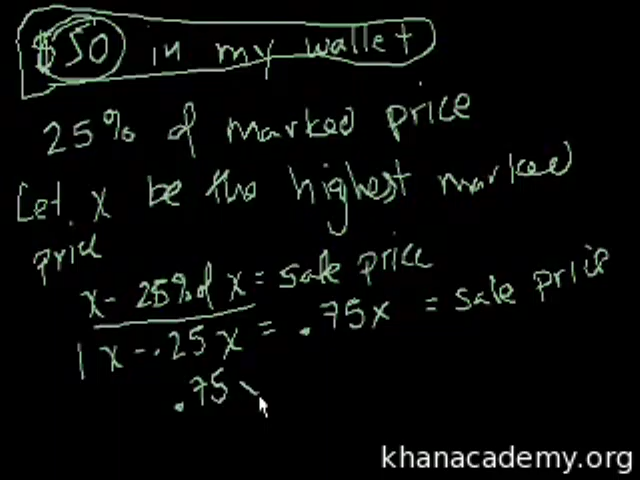 $50 in my wallet
25% of marked price
Let x be the highest marked
price
x - 25% of x = sale price
1x - .25x = .75x = sale price
.75x
khanacademy.org